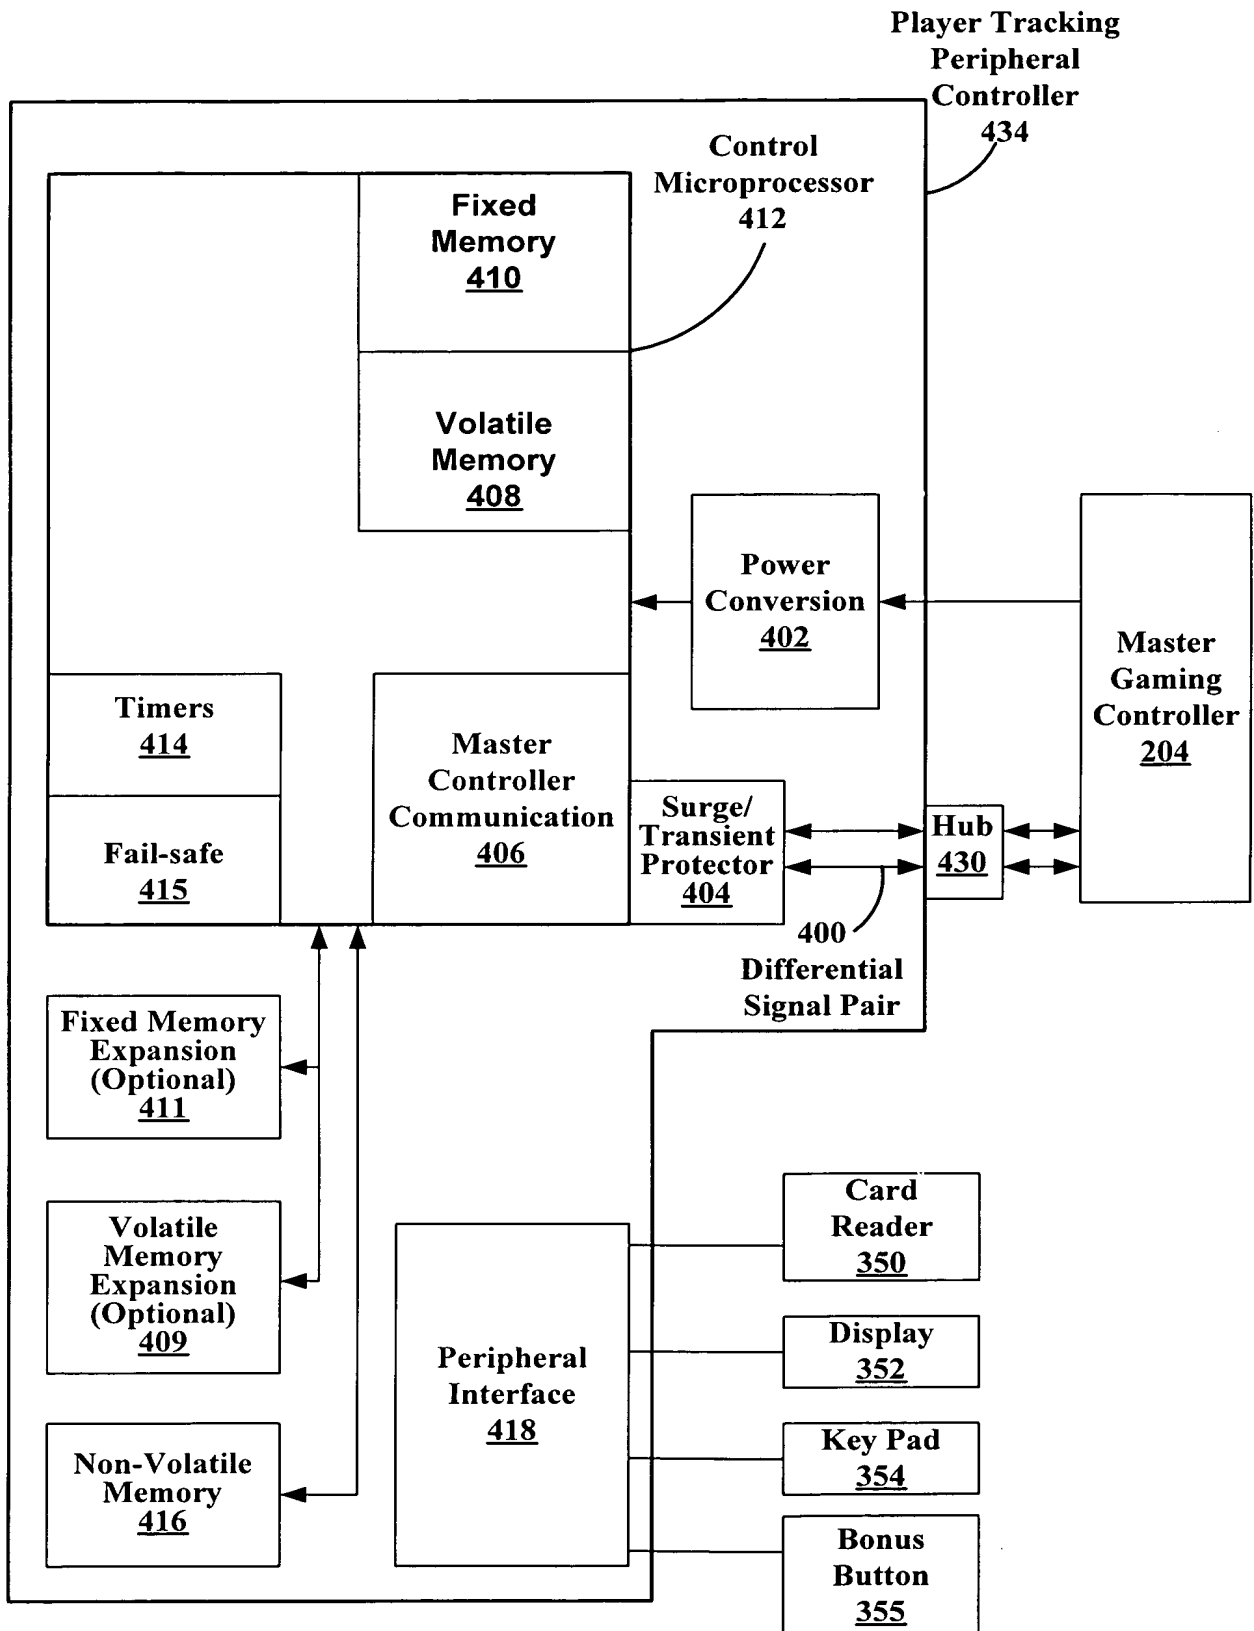 Player Tracking
Peripheral
Controller
434
Control
Microprocessor
412
Fixed
Memory
410
Volatile
Memory
408
Power
Conversion
402
Master
Gaming
Controller
204
Timers
414
Fail-safe
415
Master
Controller
Communication
406
Surge/
Transient
Protector
404
Hub
430
400
Differential
Signal Pair
Fixed Memory
Expansion
(Optional)
411
Volatile
Memory
Expansion
(Optional)
409
Non-Volatile
Memory
416
Peripheral
Interface
418
Card
Reader
350
Display
352
Key Pad
354
Bonus
Button
355